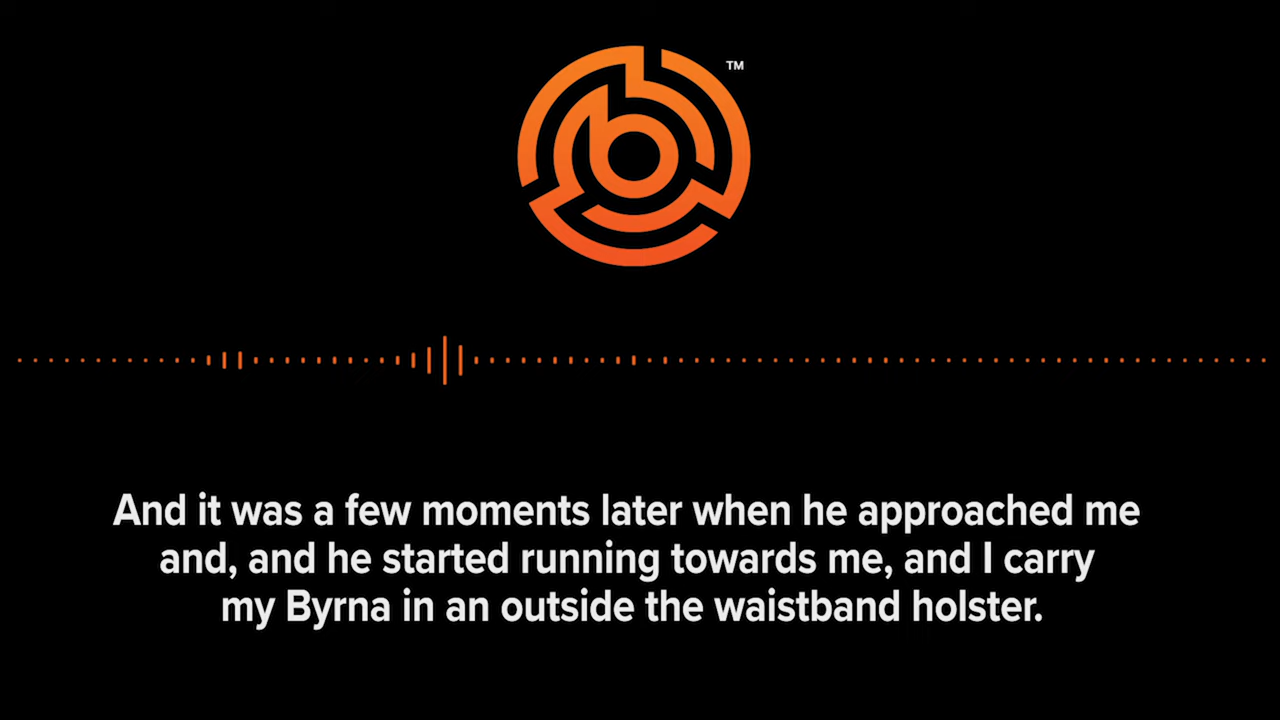 b
TM
And it was a few moments later when he approached me
and, and he started running towards me, and I carry
my Byrna in an outside the waistband holster.